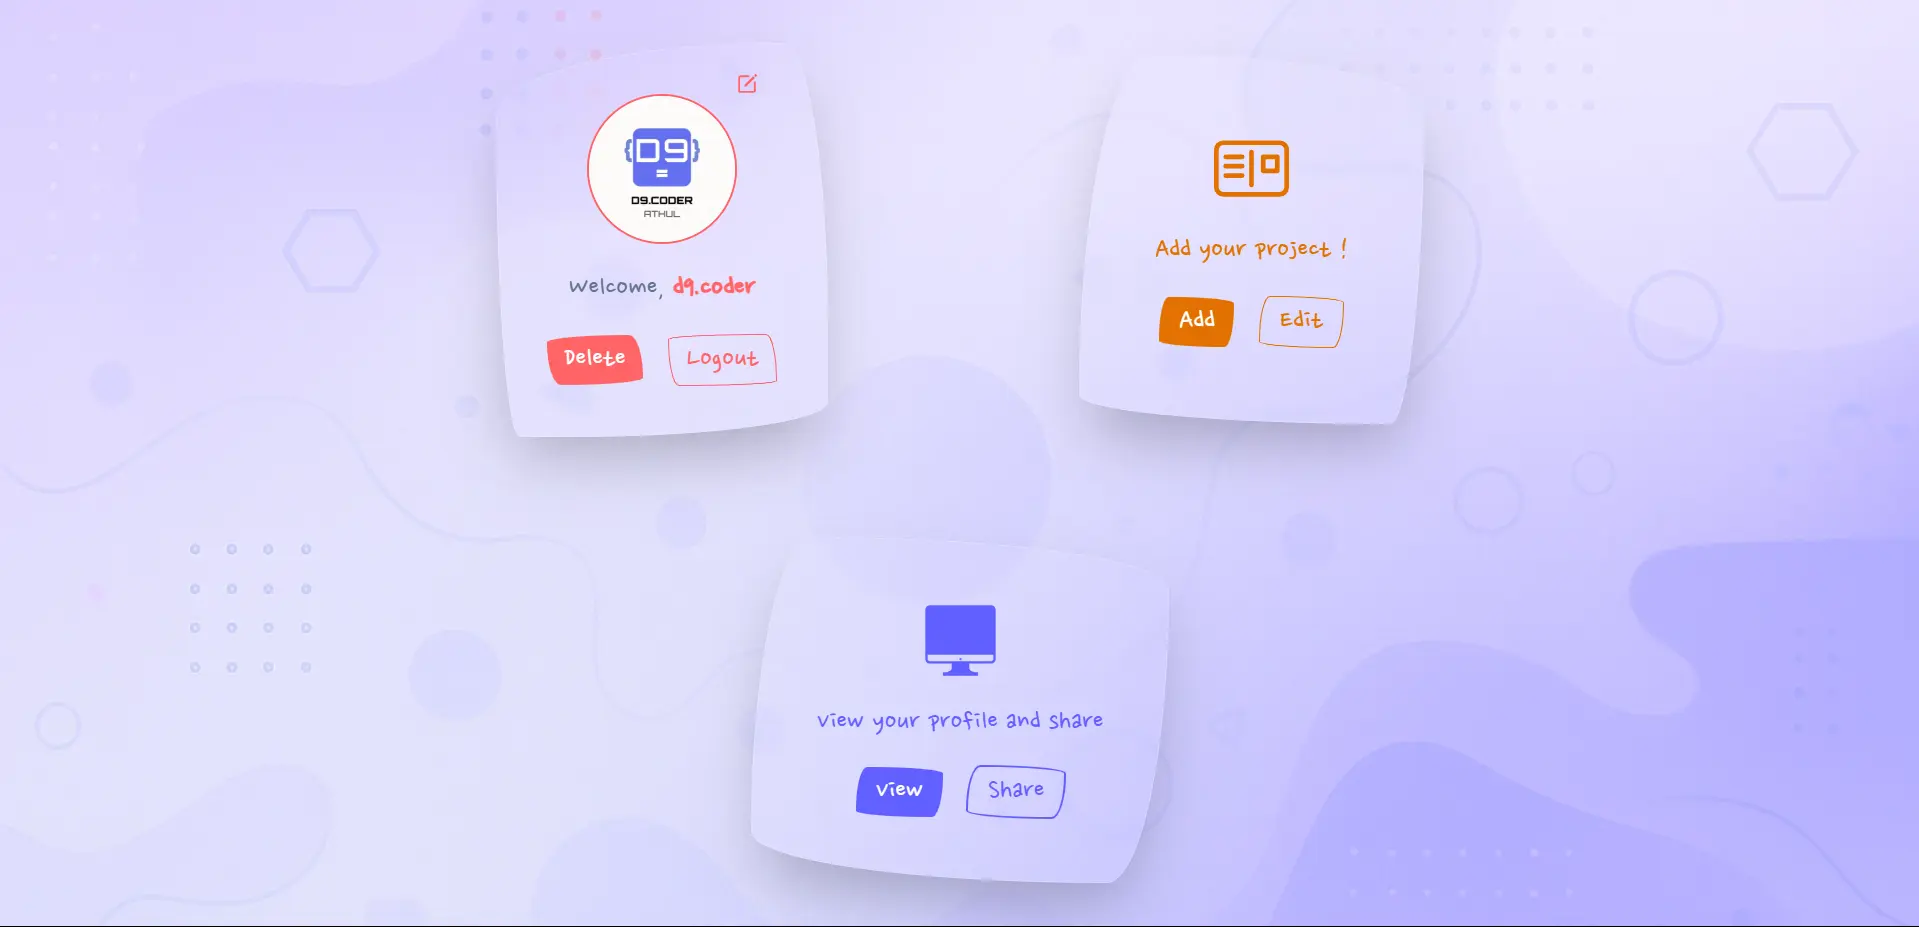 {D9}
=
D9.CODER
ATHUL
Welcome, d9.coder
Delete Logout
Add your project !
Add Edit
View your profile and share
View Share